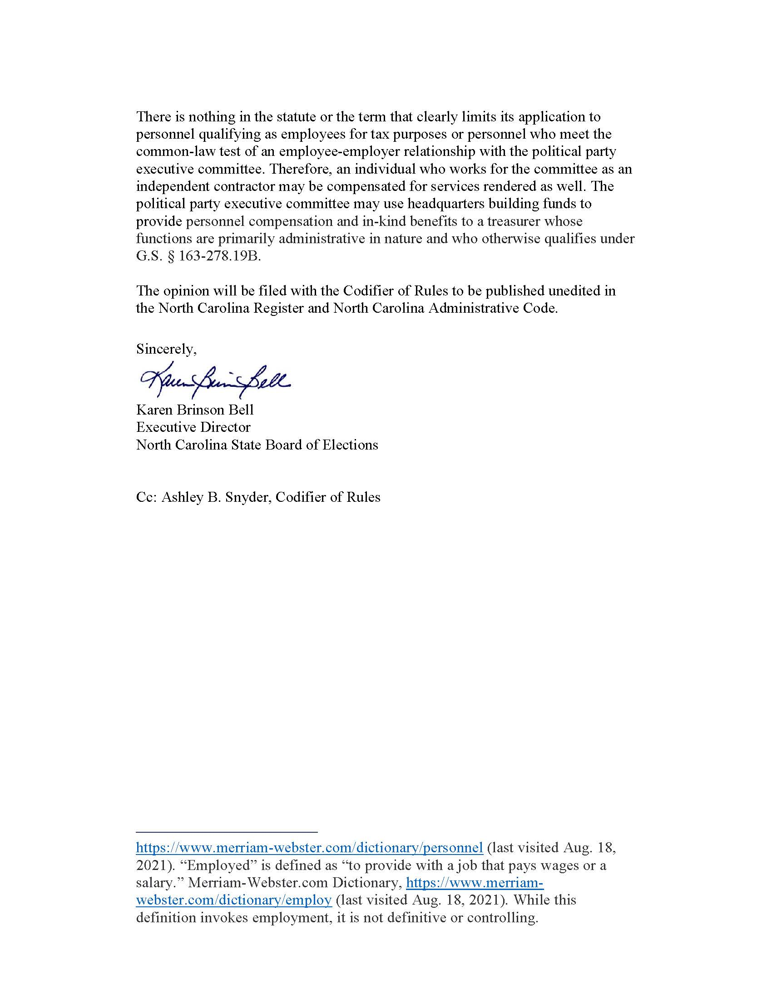 There is nothing in the statute or the term that clearly limits its application to
personnel qualifying as employees for tax purposes or personnel who meet the
common-law test of an employee-employer relationship with the political party
executive committee. Therefore, an individual who works for the committee as an
independent contractor may be compensated for services rendered as well. The
political party executive committee may use headquarters building funds to
provide personnel compensation and in-kind benefits to a treasurer whose
functions are primarily administrative in nature and who otherwise qualifies under
G.S. § 163-278.19B.
The opinion will be filed with the Codifier of Rules to be published unedited in
the North Carolina Register and North Carolina Administrative Code.
Sincerely,
Karen Brinson Bell
Karen Brinson Bell
Executive Director
North Carolina State Board of Elections
Cc: Ashley B. Snyder, Codifier of Rules
https://www.merriam-webster.com/dictionary/personnel (last visited Aug. 18,
2021). “Employed” is defined as “to provide with a job that pays wages or a
salary.” Merriam-Webster.com Dictionary, https://www.merriam-
webster.com/dictionary/employ (last visited Aug. 18, 2021). While this
definition invokes employment, it is not definitive or controlling.